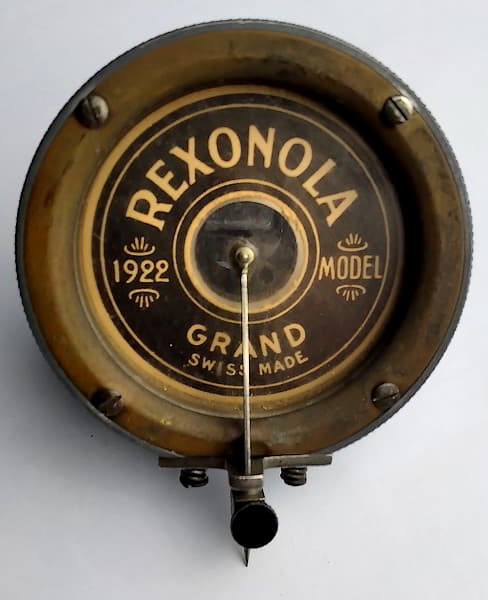 REXONOLA
1922 MODEL
GRAND
SWISS MADE